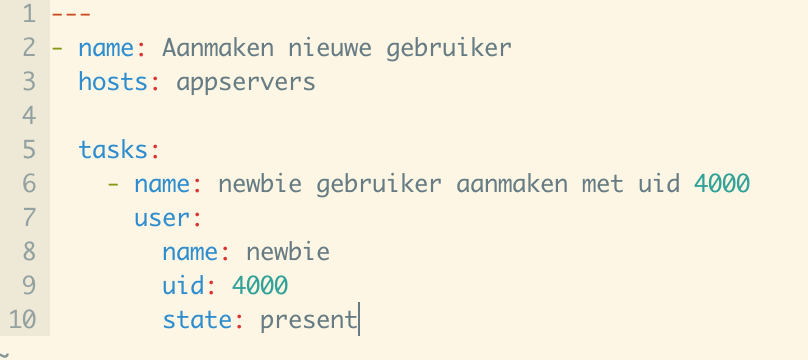 1 ---
2 - name: Aanmaken nieuwe gebruiker
3   hosts: appservers
4
5   tasks:
6     - name: newbie gebruiker aanmaken met uid 4000
7       user:
8         name: newbie
9         uid: 4000
10         state: present
~